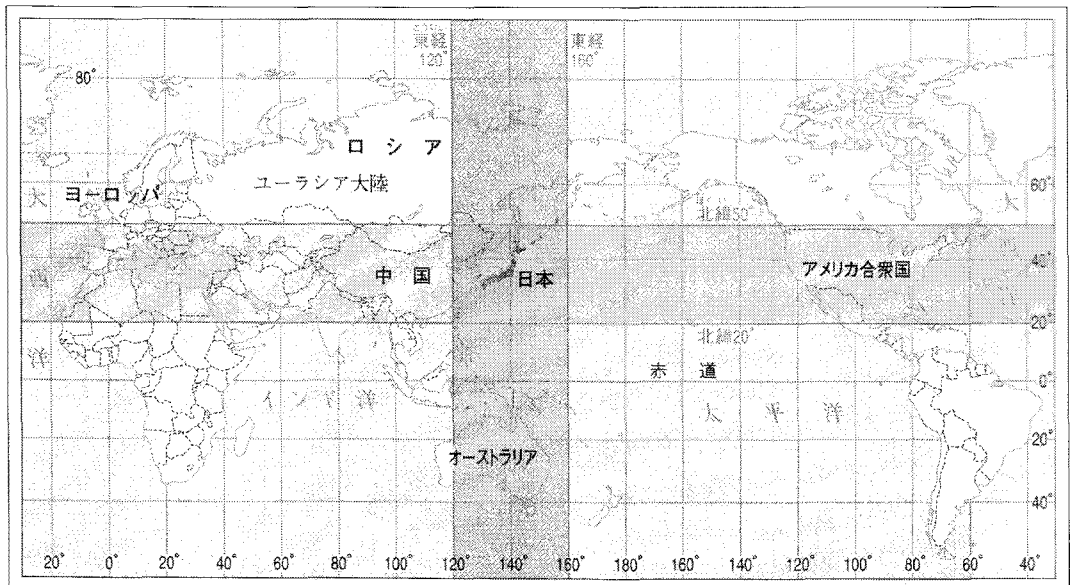 東経 東経
120° 160°
80°
ロシア
ユーラシア大陸
ヨーロッパ
大 60° 大
北緯50°
中国 日本 アメリカ合衆国 40°
西
20°
北緯20°
洋
赤道 0°
インド洋 太平洋
20°
オーストラリア
40°
20° 0° 20° 40° 60° 80° 100° 120° 140° 160° 180° 160° 140° 120° 100° 80° 60° 40°